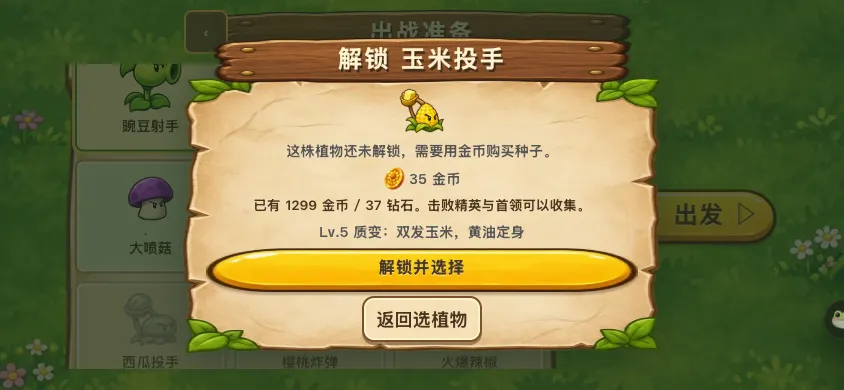 ‹
出战准备
解锁 玉米投手
豌豆射手
这株植物还未解锁，需要用金币购买种子。
35 金币
已有 1299 金币 / 37 钻石。击败精英与首领可以收集。
Lv.5 质变：双发玉米，黄油定身
出发
大喷菇
解锁并选择
返回选植物
西瓜投手
樱桃炸弹
火爆辣椒